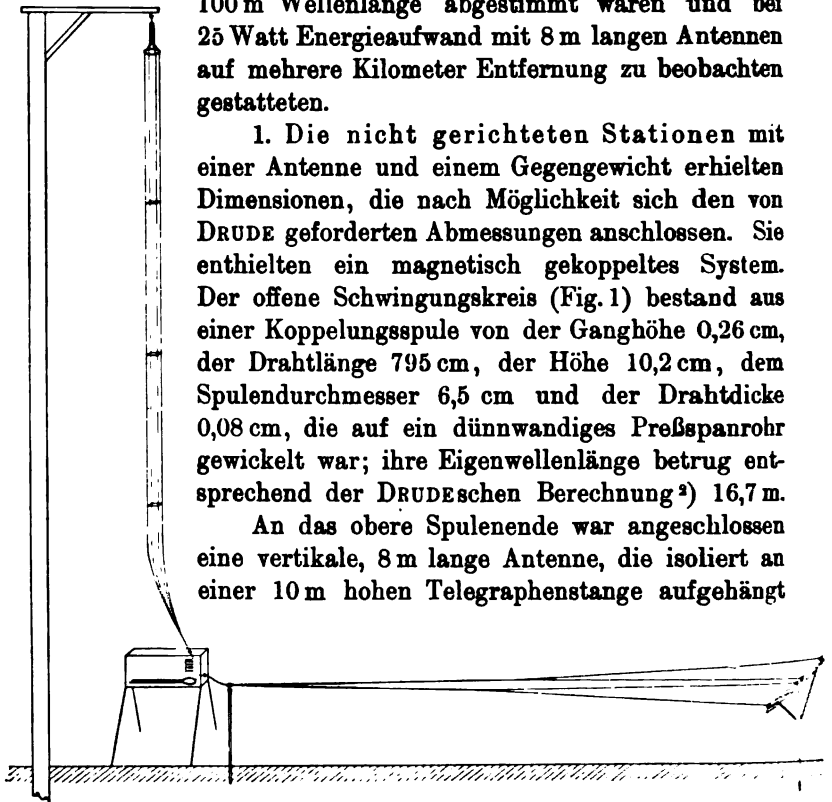 100 m Wellenlänge abgestimmt waren und bei
25 Watt Energieaufwand mit 8 m langen Antennen
auf mehrere Kilometer Entfernung zu beobachten
gestatteten.
1. Die nicht gerichteten Stationen mit
einer Antenne und einem Gegengewicht erhielten
Dimensionen, die nach Möglichkeit sich den von
DRUDE geforderten Abmessungen anschlossen. Sie
enthielten ein magnetisch gekoppeltes System.
Der offene Schwingungskreis (Fig. 1) bestand aus
einer Koppelungsspule von der Ganghöhe 0,26 cm,
der Drahtlänge 795 cm, der Höhe 10,2 cm, dem
Spulendurchmesser 6,5 cm und der Drahtdicke
0,08 cm, die auf ein dünnwandiges Preßspanrohr
gewickelt war; ihre Eigenwellenlänge betrug ent-
sprechend der DRUDEschen Berechnung²) 16,7 m.
An das obere Spulenende war angeschlossen
eine vertikale, 8 m lange Antenne, die isoliert an
einer 10 m hohen Telegraphenstange aufgehängt